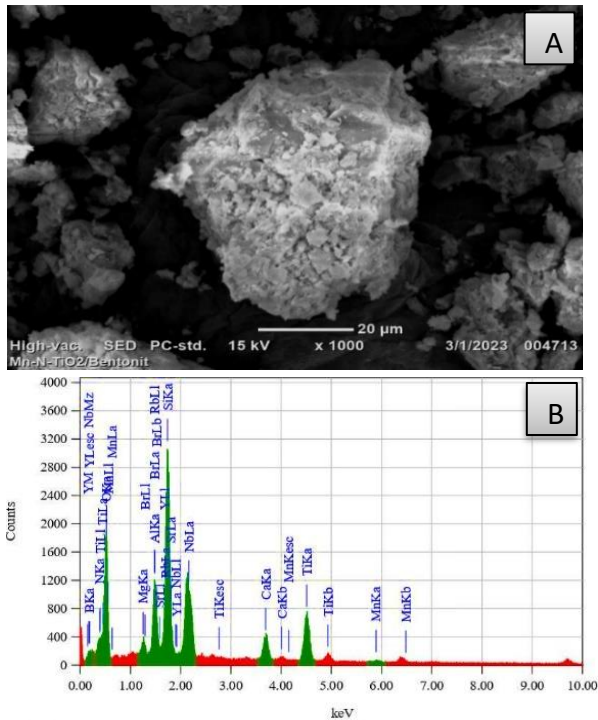 A
20 μm
High-vac. SED PC-std. 15 kV x 1000 3/1/2023 004713
Mn-N-TiO2/Bentonit
B
Counts
4000
3600
3200
2800
2400
2000
1600
1200
800
400
0
BKa
NKa
TiLl
TiLa
MnLa
YM YLesc NbMz
MgKa
BrLl
AlKa
BrLa
BrLb RbLl
SiKa
YLl
SrLa
YLa NbLl
NbLa
TiKesc
CaKa
CaKb
MnKesc
TiKa
TiKb
MnKa
MnKb
0.00 1.00 2.00 3.00 4.00 5.00 6.00 7.00 8.00 9.00 10.00
keV